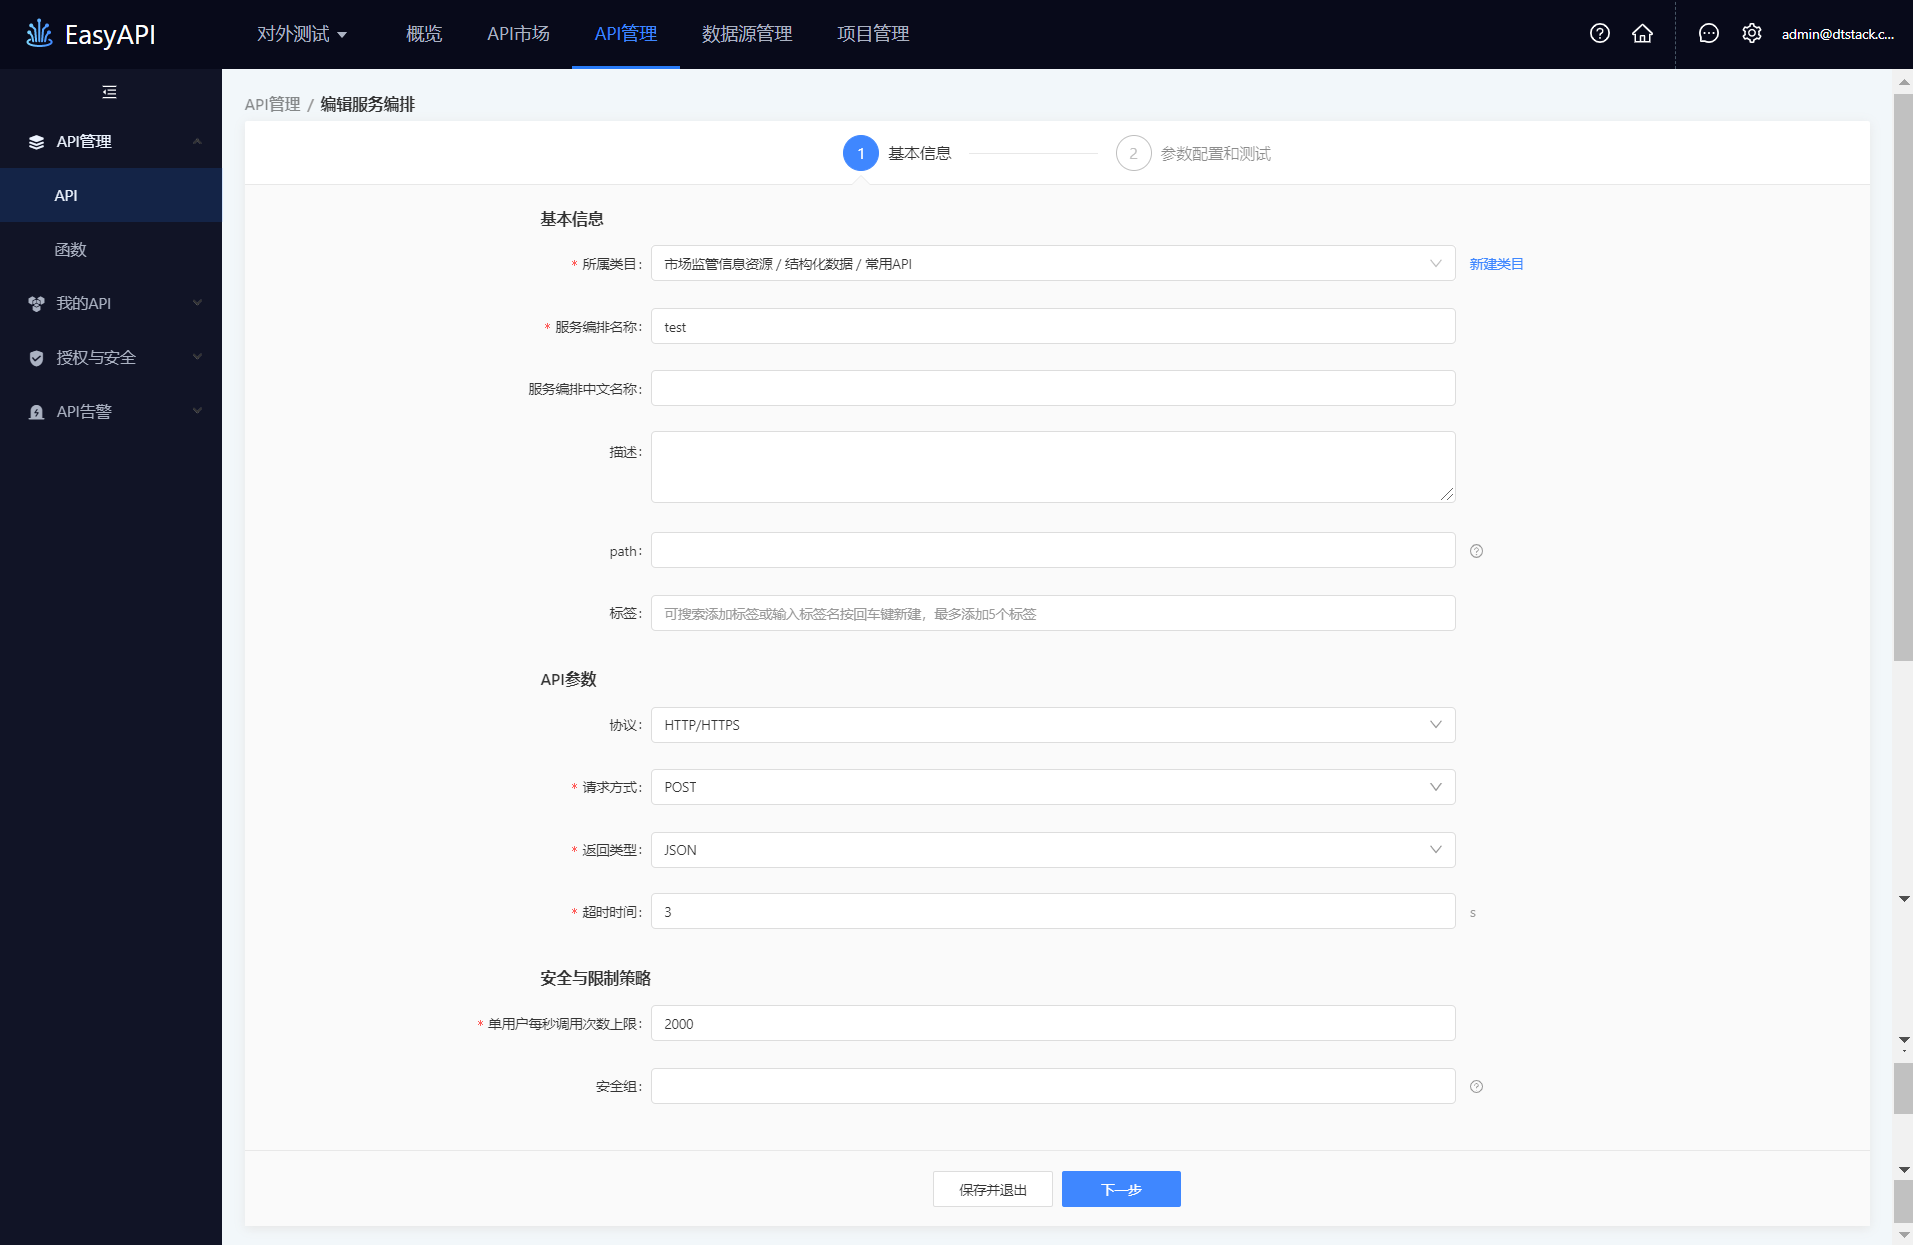 EasyAPI
对外测试
概览
API市场
API管理
数据源管理
项目管理
admin@dtstack.c...
API管理
API
函数
我的API
授权与安全
API告警
API管理 / 编辑服务编排
1 基本信息
2 参数配置和测试
基本信息
* 所属类目: 市场监管信息资源 / 结构化数据 / 常用API 新建类目
* 服务编排名称: test
服务编排中文名称:
描述:
path:
标签: 可搜索添加标签或输入标签名按回车键新建，最多添加5个标签
API参数
协议: HTTP/HTTPS
* 请求方式: POST
* 返回类型: JSON
* 超时时间: 3 s
安全与限制策略
* 单用户每秒调用次数上限: 2000
安全组:
保存并退出
下一步